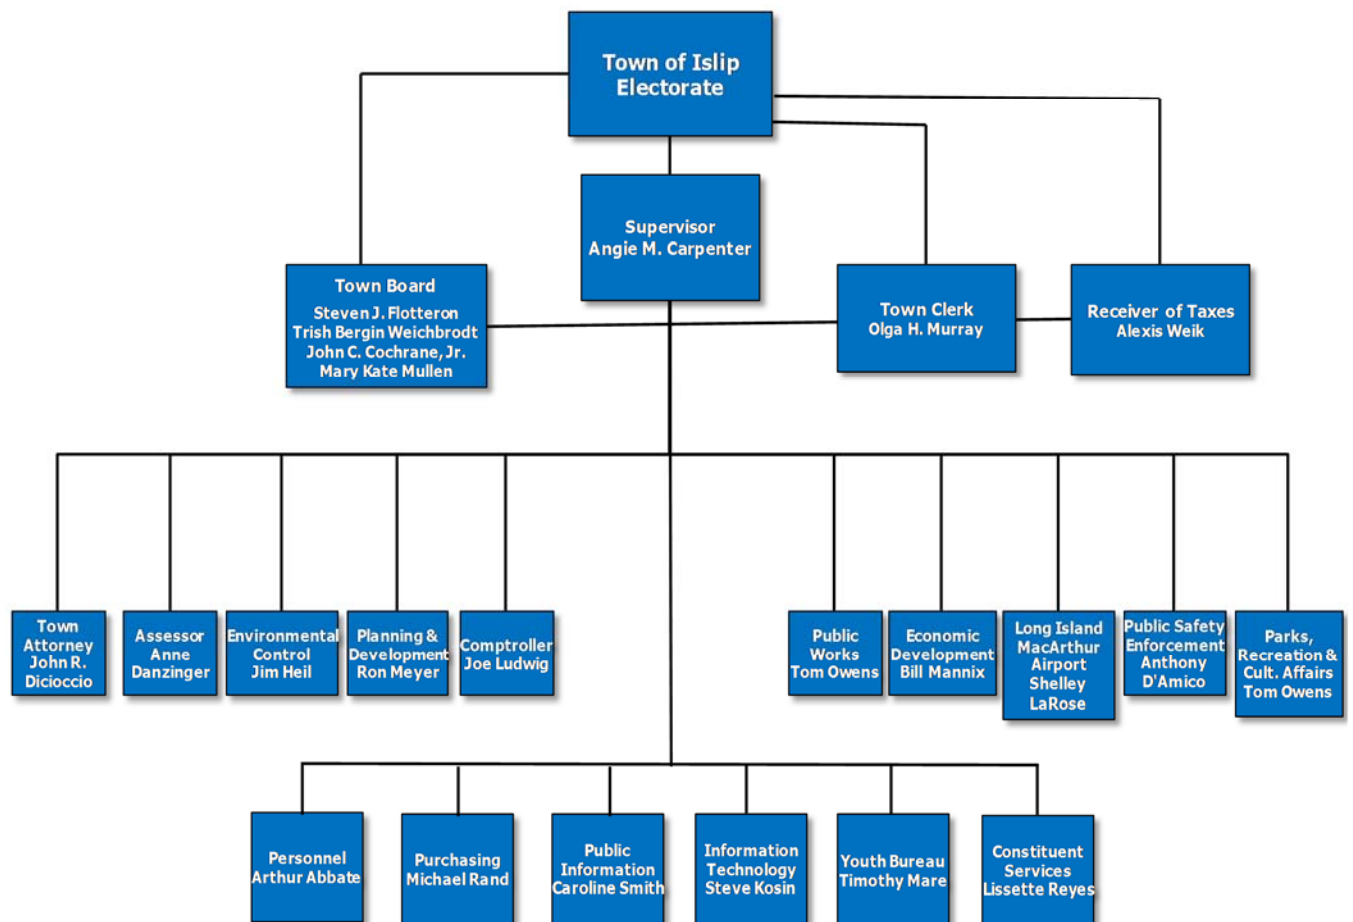 Town of Islip
Electorate
Supervisor
Angie M. Carpenter
Town Board
Steven J. Flotteron
Trish Bergin Weichbrodt
John C. Cochrane, Jr.
Mary Kate Mullen
Town Clerk
Olga H. Murray
Receiver of Taxes
Alexis Weik
Town
Attorney
John R.
Dicioccio
Assessor
Anne
Danzinger
Environmental
Control
Jim Heil
Planning &
Development
Ron Meyer
Comptroller
Joe Ludwig
Public
Works
Tom Owens
Economic
Development
Bill Mannix
Long Island
MacArthur
Airport
Shelley
LaRose
Public Safety
Enforcement
Anthony
D'Amico
Parks,
Recreation &
Cult. Affairs
Tom Owens
Personnel
Arthur Abbate
Purchasing
Michael Rand
Public
Information
Caroline Smith
Information
Technology
Steve Kosin
Youth Bureau
Timothy Mare
Constituent
Services
Lissette Reyes